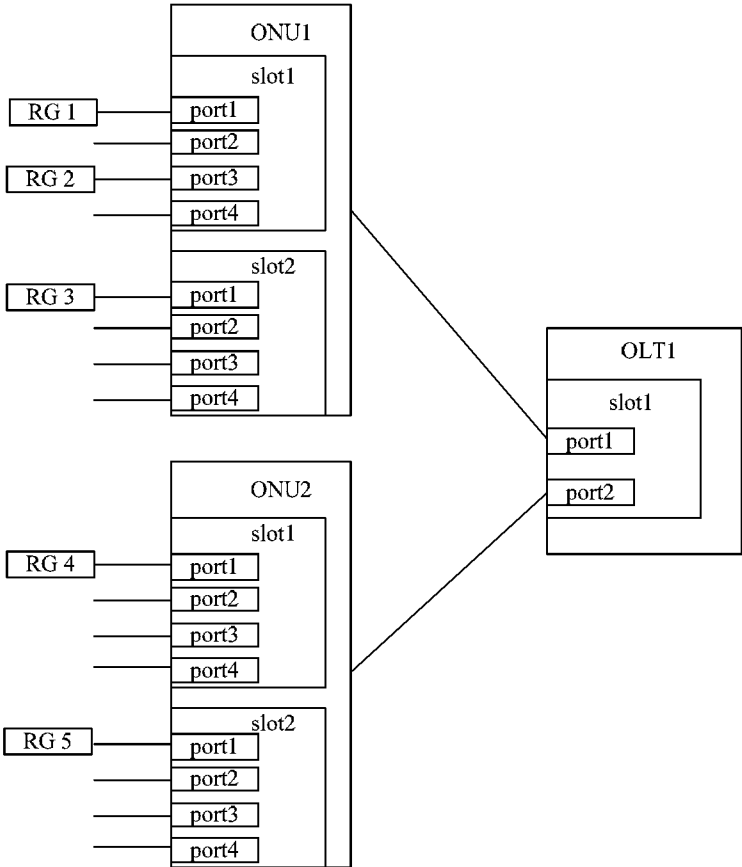 ONU1
slot1
RG 1
port1
port2
RG 2
port3
port4
slot2
RG 3
port1
port2
port3
port4
OLT1
slot1
port1
port2
ONU2
slot1
RG 4
port1
port2
port3
port4
slot2
RG 5
port1
port2
port3
port4